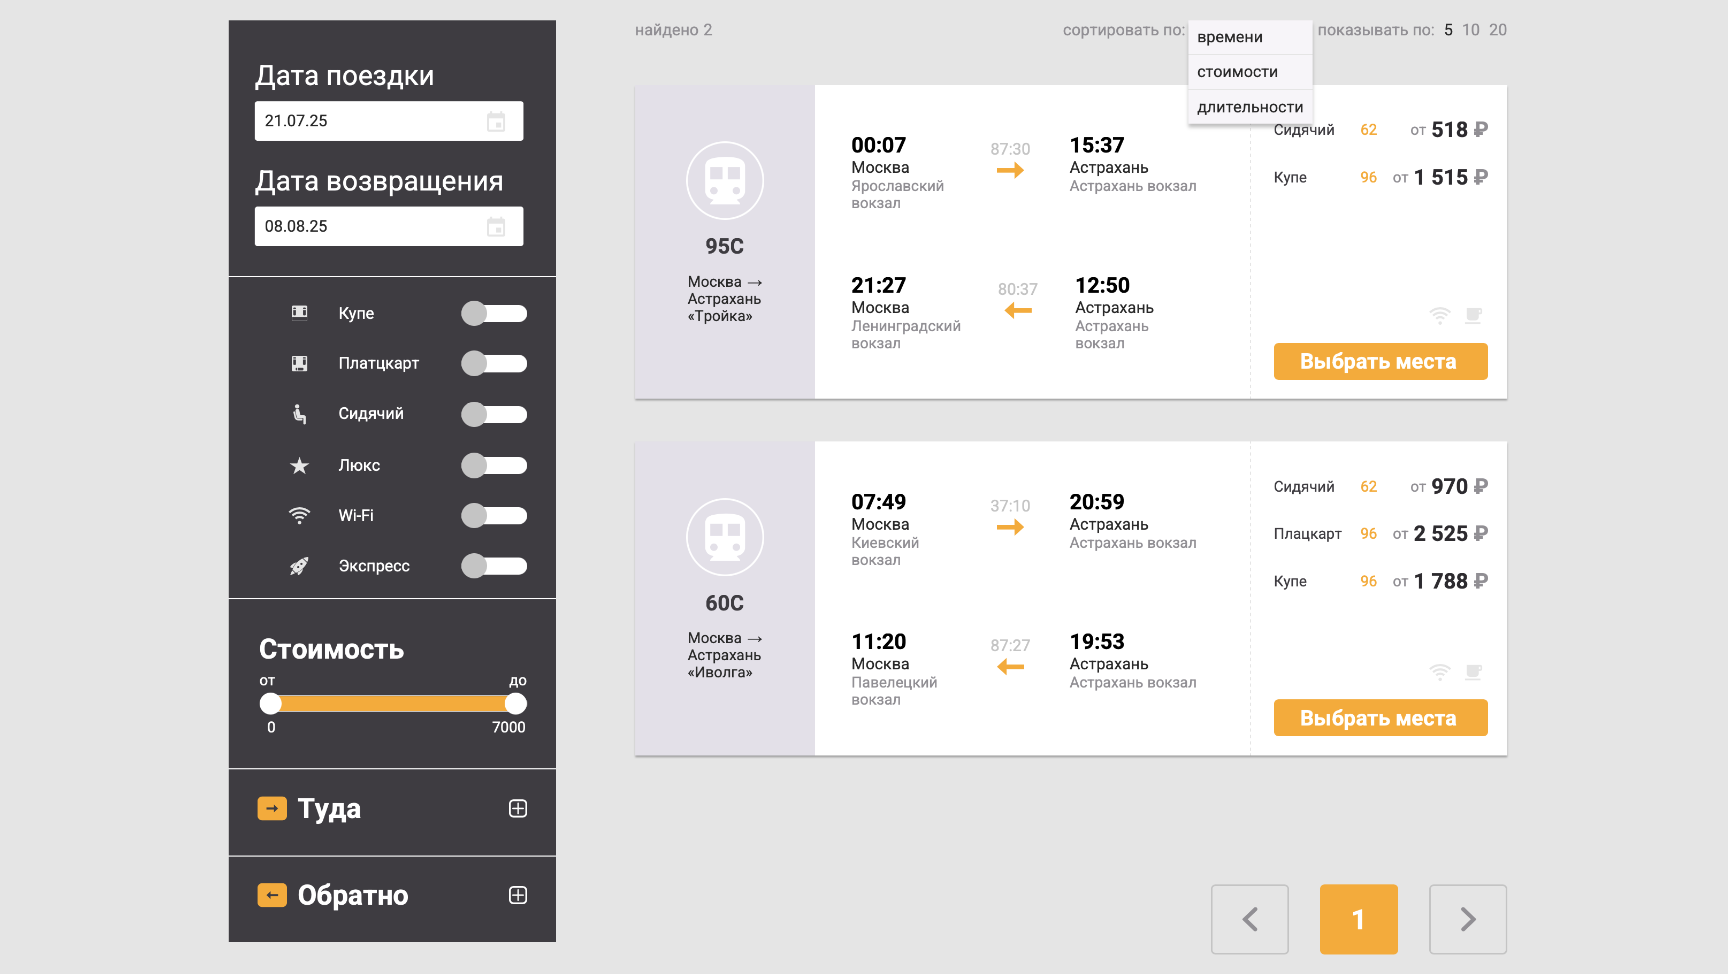 Дата поездки
21.07.25
Дата возвращения
08.08.25
Купе
Платцкарт
Сидячий
Люкс
Wi-Fi
Экспресс
Стоимость
от до
0 7000
Туда
Обратно
найдено 2
сортировать по:
времени
стоимости
длительности
показывать по: 5 10 20
95С
Москва →
Астрахань
«Тройка»
00:07
Москва
Ярославский
вокзал
87:30
15:37
Астрахань
Астрахань вокзал
21:27
Москва
Ленинградский
вокзал
80:37
12:50
Астрахань
Астрахань
вокзал
Сидячий 62 от 518 ₽
Купе 96 от 1 515 ₽
Выбрать места
60С
Москва →
Астрахань
«Иволга»
07:49
Москва
Киевский
вокзал
37:10
20:59
Астрахань
Астрахань вокзал
11:20
Москва
Павелецкий
вокзал
87:27
19:53
Астрахань
Астрахань вокзал
Сидячий 62 от 970 ₽
Плацкарт 96 от 2 525 ₽
Купе 96 от 1 788 ₽
Выбрать места
1